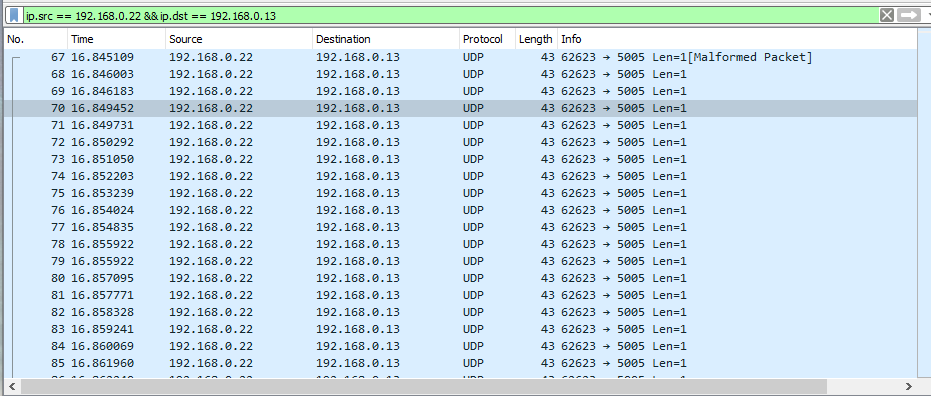 ip.src == 192.168.0.22 && ip.dst == 192.168.0.13
No. Time Source Destination Protocol Length Info
67 16.845109 192.168.0.22 192.168.0.13 UDP 43 62623 → 5005 Len=1[Malformed Packet]
68 16.846003 192.168.0.22 192.168.0.13 UDP 43 62623 → 5005 Len=1
69 16.846183 192.168.0.22 192.168.0.13 UDP 43 62623 → 5005 Len=1
70 16.849452 192.168.0.22 192.168.0.13 UDP 43 62623 → 5005 Len=1
71 16.849731 192.168.0.22 192.168.0.13 UDP 43 62623 → 5005 Len=1
72 16.850292 192.168.0.22 192.168.0.13 UDP 43 62623 → 5005 Len=1
73 16.851050 192.168.0.22 192.168.0.13 UDP 43 62623 → 5005 Len=1
74 16.852203 192.168.0.22 192.168.0.13 UDP 43 62623 → 5005 Len=1
75 16.853239 192.168.0.22 192.168.0.13 UDP 43 62623 → 5005 Len=1
76 16.854024 192.168.0.22 192.168.0.13 UDP 43 62623 → 5005 Len=1
77 16.854835 192.168.0.22 192.168.0.13 UDP 43 62623 → 5005 Len=1
78 16.855922 192.168.0.22 192.168.0.13 UDP 43 62623 → 5005 Len=1
79 16.855922 192.168.0.22 192.168.0.13 UDP 43 62623 → 5005 Len=1
80 16.857095 192.168.0.22 192.168.0.13 UDP 43 62623 → 5005 Len=1
81 16.857771 192.168.0.22 192.168.0.13 UDP 43 62623 → 5005 Len=1
82 16.858328 192.168.0.22 192.168.0.13 UDP 43 62623 → 5005 Len=1
83 16.859241 192.168.0.22 192.168.0.13 UDP 43 62623 → 5005 Len=1
84 16.860069 192.168.0.22 192.168.0.13 UDP 43 62623 → 5005 Len=1
85 16.861960 192.168.0.22 192.168.0.13 UDP 43 62623 → 5005 Len=1